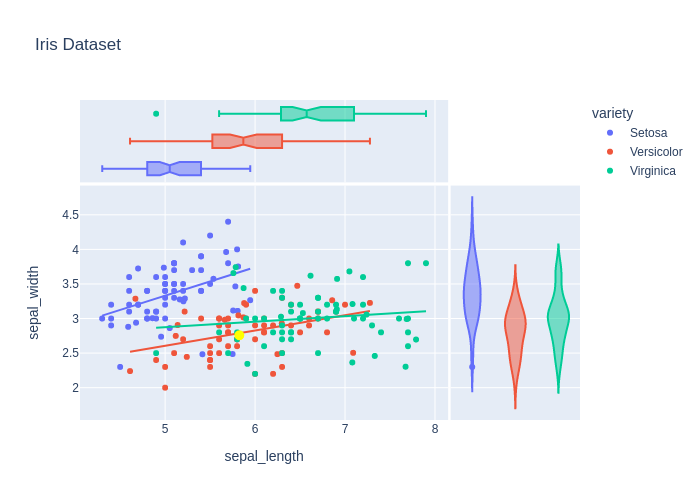 Iris Dataset
variety
Setosa
Versicolor
Virginica
4.5
4
3.5
3
2.5
2
sepal_width
5
6
7
8
sepal_length